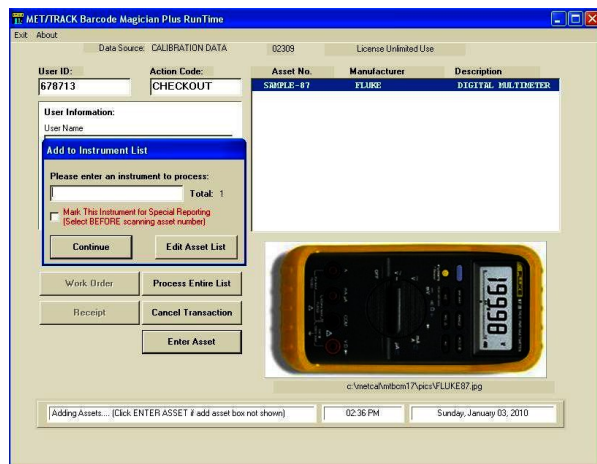 MET/TRACK Barcode Magician Plus RunTime
Exit About
Data Source: CALIBRATION DATA 02309 License Unlimited Use
User ID: Action Code: Asset No. Manufacturer Description
678713 CHECKOUT SAMPLE-87 FLUKE DIGITAL MULTIMETER
User Information:
User Name
Add to Instrument List
Please enter an instrument to process:
Total: 1
Mark This Instrument for Special Reporting
(Select BEFORE scanning asset number)
Continue Edit Asset List
Work Order Process Entire List
Receipt Cancel Transaction
Enter Asset
FLUKE
19998
OFF
c:\metcal\mtbcm17\pics\FLUKE87.jpg
Adding Assets.... (Click ENTER ASSET if add asset box not shown) 02:36 PM Sunday, January 03, 2010